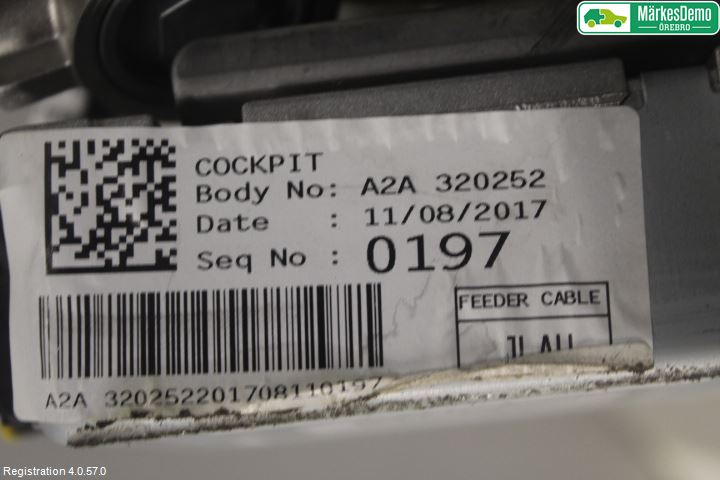 MärkesDemo
ÖREBRO
COCKPIT
Body No: A2A 320252
Date : 11/08/2017
Seq No : 0197
FEEDER CABLE
A2A 320252201708110197
Registration 4.0.57.0